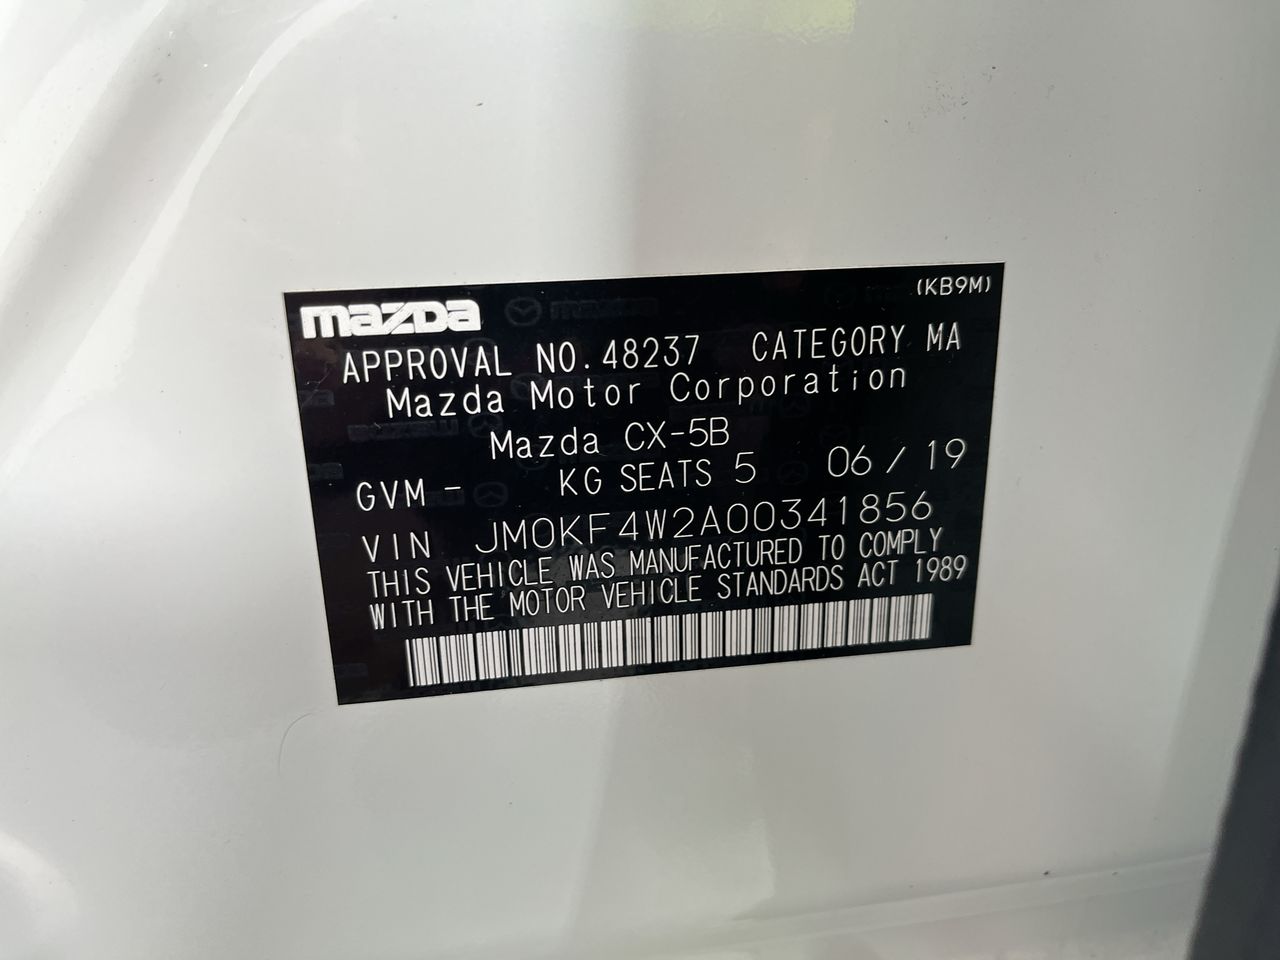 (KB9M)
mazda
APPROVAL NO. 48237 CATEGORY MA
Mazda Motor Corporation
Mazda CX-5B
GVM - KG SEATS 5 06 / 19
VIN JM0KF4W2A00341856
THIS VEHICLE WAS MANUFACTURED TO COMPLY
WITH THE MOTOR VEHICLE STANDARDS ACT 1989